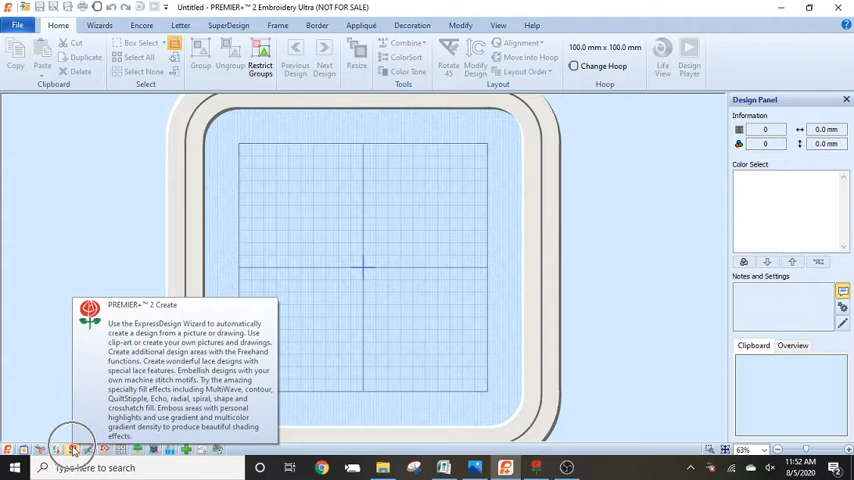 Untitled - PREMIER+™ 2 Embroidery Ultra (NOT FOR SALE)
File Home Wizards Encore Letter SuperDesign Frame Border Appliqué Decoration Modify View Help
Copy
Paste
Cut
Duplicate
Delete
Clipboard
Box Select
Select All
Select None
Select
Group
Ungroup
Restrict Groups
Previous Design
Next Design
Resize
Combine
ColorSort
Color Tone
Tools
Rotate 45
Modify Design
Alignment
Move into Hoop
Layout Order
Layout
100.0 mm x 100.0 mm
Change Hoop
Hoop
Life View
Design Player
Design Panel
Information
0 0.0 mm
0 0.0 mm
Color Select
Notes and Settings
Clipboard Overview
PREMIER+™ 2 Create
Use the ExpressDesign Wizard to automatically
create a design from a picture or drawing. Use
clip-art or create your own pictures and drawings.
Create additional design areas with the Freehand
functions. Create wonderful lace designs with
special lace features. Embellish designs with your
own machine stitch motifs. Try the amazing
specialty fill effects including MultiWave, contour,
QuiltStipple, Echo, radial, spiral, shape and
crosshatch fill. Emboss areas with personal
highlights and use gradient and multicolor
gradient density to produce beautiful shading
effects.
63%
Type here to search
11:52 AM
8/5/2020
2